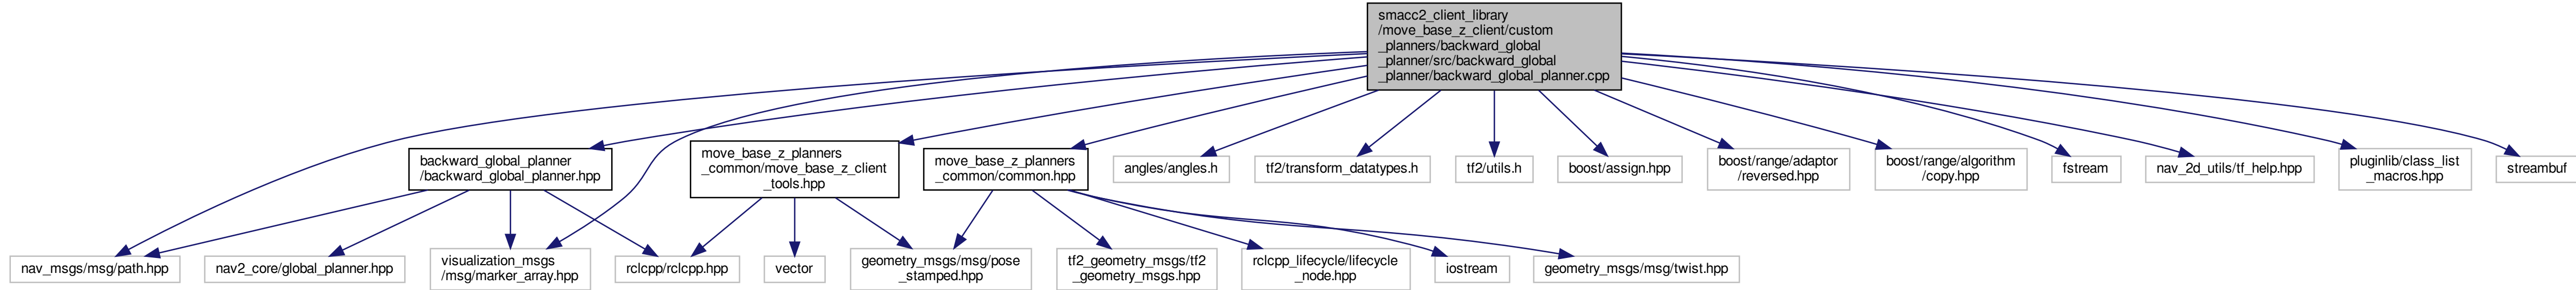 smacc2_client_library
/move_base_z_client/custom
_planners/backward_global
_planner/src/backward_global
_planner/backward_global_planner.cpp
backward_global_planner
/backward_global_planner.hpp
move_base_z_planners
_common/move_base_z_client
_tools.hpp
move_base_z_planners
_common/common.hpp
angles/angles.h
tf2/transform_datatypes.h
tf2/utils.h
boost/assign.hpp
boost/range/adaptor
/reversed.hpp
boost/range/algorithm
/copy.hpp
fstream
nav_2d_utils/tf_help.hpp
pluginlib/class_list
_macros.hpp
streambuf
nav_msgs/msg/path.hpp
nav2_core/global_planner.hpp
visualization_msgs
/msg/marker_array.hpp
rclcpp/rclcpp.hpp
vector
geometry_msgs/msg/pose
_stamped.hpp
tf2_geometry_msgs/tf2
_geometry_msgs.hpp
rclcpp_lifecycle/lifecycle
_node.hpp
iostream
geometry_msgs/msg/twist.hpp